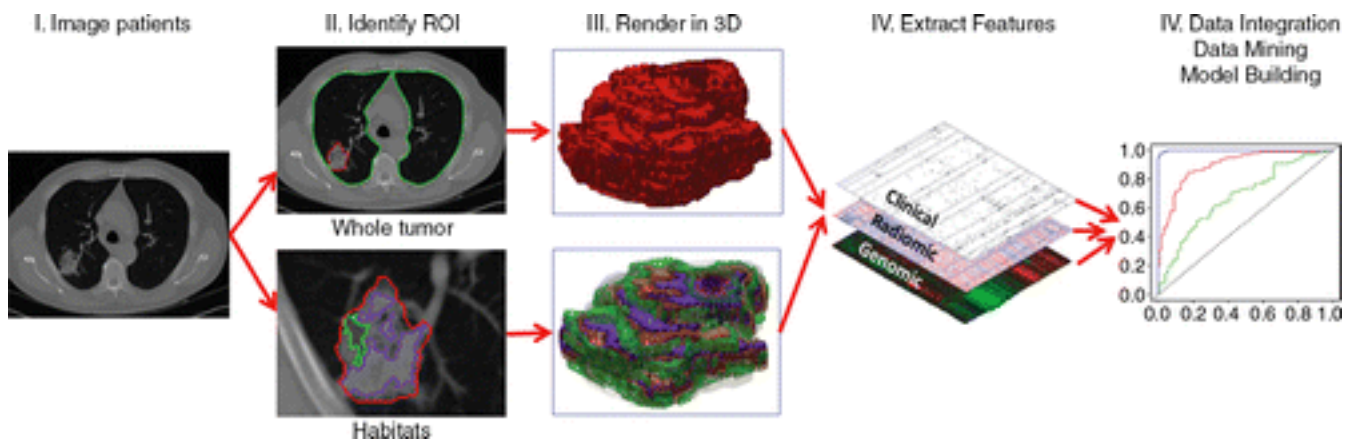 I. Image patients
II. Identify ROI
III. Render in 3D
IV. Extract Features
IV. Data Integration
Data Mining
Model Building
Whole tumor
Habitats
Clinical
Radiomic
Genomic
1.0
0.8
0.6
0.4
0.2
0.0
0.0 0.2 0.4 0.6 0.8 1.0